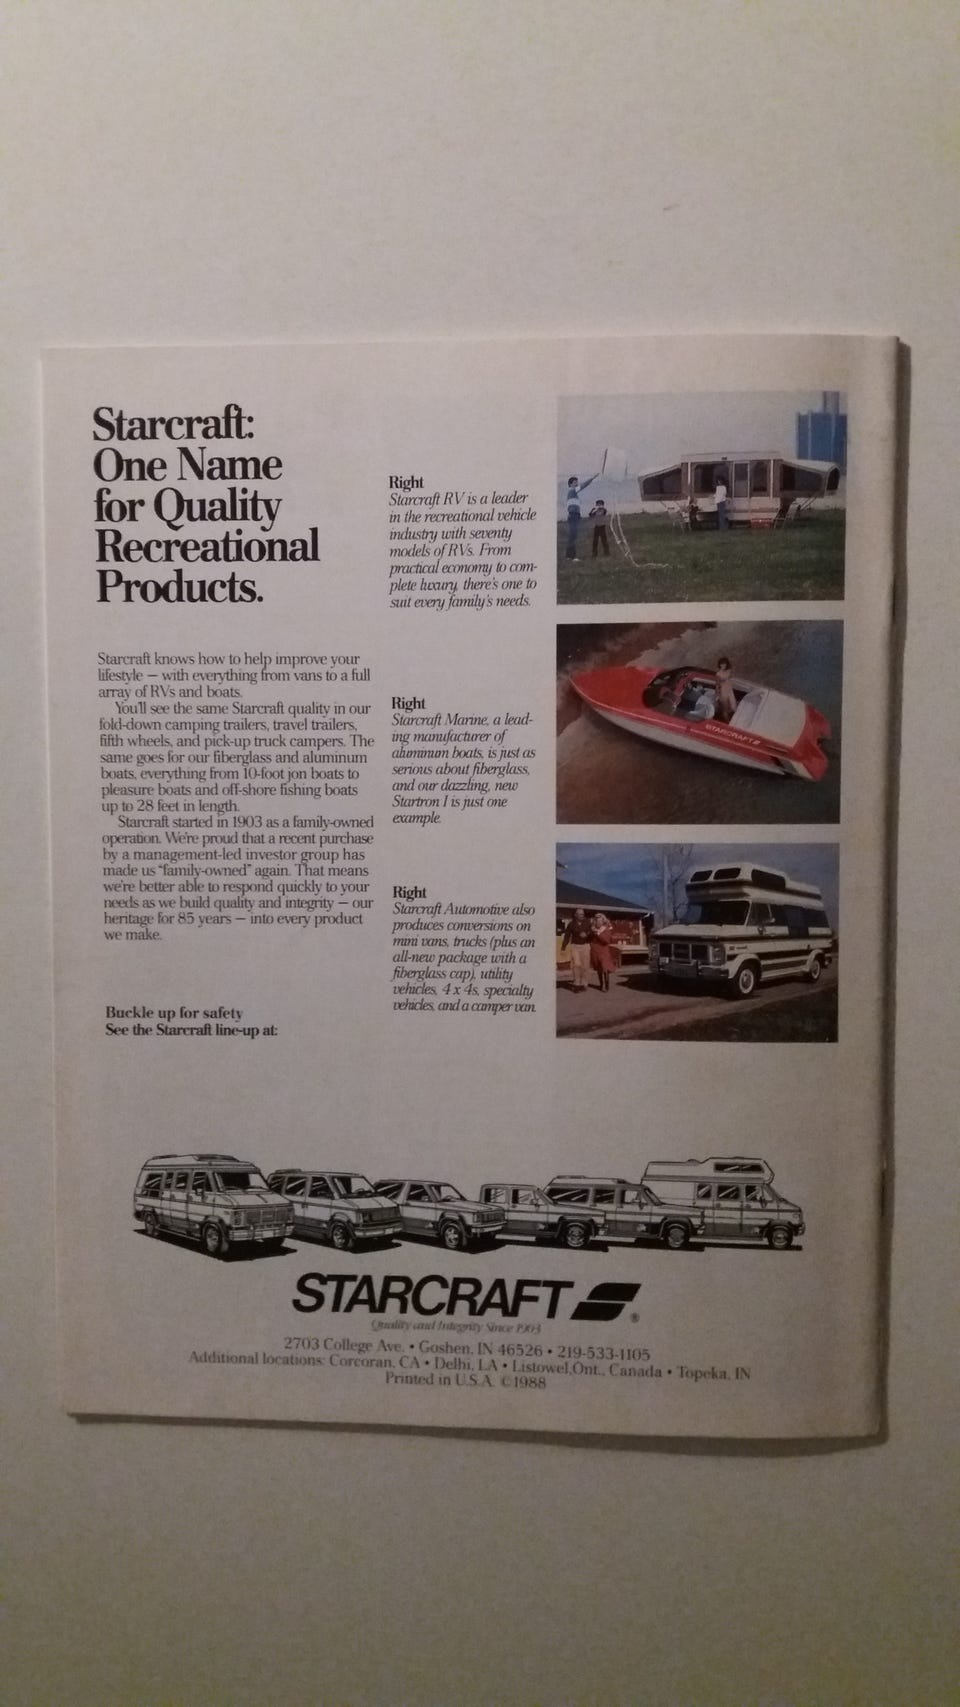 Starcraft:
One Name
for Quality
Recreational
Products.
Starcraft knows how to help improve your
lifestyle — with everything from vans to a full
array of RVs and boats.
You'll see the same Starcraft quality in our
fold-down camping trailers, travel trailers,
fifth wheels, and pick-up truck campers. The
same goes for our fiberglass and aluminum
boats, everything from 10-foot jon boats to
pleasure boats and off-shore fishing boats
up to 28 feet in length.
Starcraft started in 1903 as a family-owned
operation. We're proud that a recent purchase
by a management-led investor group has
made us "family-owned" again. That means
we're better able to respond quickly to your
needs as we build quality and integrity — our
heritage for 85 years — into every product
we make.
Buckle up for safety
See the Starcraft line-up at:
Right
Starcraft RV is a leader
in the recreational vehicle
industry with seventy
models of RVs. From
practical economy to com-
plete luxury, there's one to
suit every family's needs.
Right
Starcraft Marine, a lead-
ing manufacturer of
aluminum boats, is just as
serious about fiberglass,
and our dazzling, new
Startron I is just one
example.
STARCRAFT
Right
Starcraft Automotive also
produces conversions on
mini vans, trucks (plus an
all-new package with a
fiberglass cap), utility
vehicles, 4 x 4s, specialty
vehicles, and a camper van.
STARCRAFT ®
Quality and Integrity Since 1903
2703 College Ave. • Goshen, IN 46526 • 219-533-1105
Additional locations: Corcoran, CA • Delhi, LA • Listowel, Ont., Canada • Topeka, IN
Printed in U.S.A. ©1988